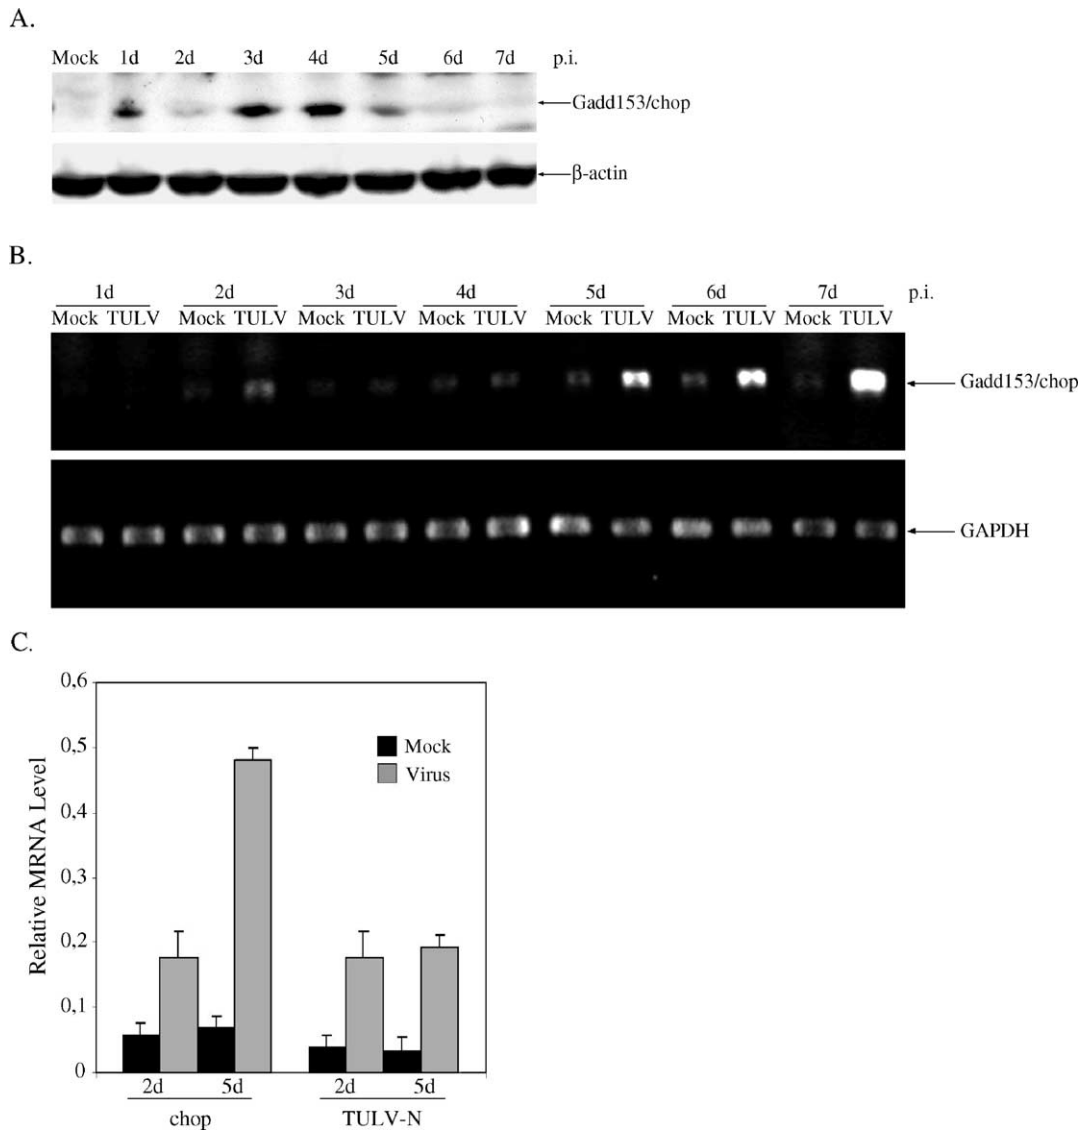 A.
Mock 1d 2d 3d 4d 5d 6d 7d p.i.
Gadd153/chop
β-actin
B.
1d 2d 3d 4d 5d 6d 7d p.i.
Mock TULV Mock TULV Mock TULV Mock TULV Mock TULV Mock TULV Mock TULV
Gadd153/chop
GAPDH
C.
0,6
0,5
0,4
0,3
0,2
0,1
0
Relative MRNA Level
Mock
Virus
2d 5d 2d 5d
chop TULV-N